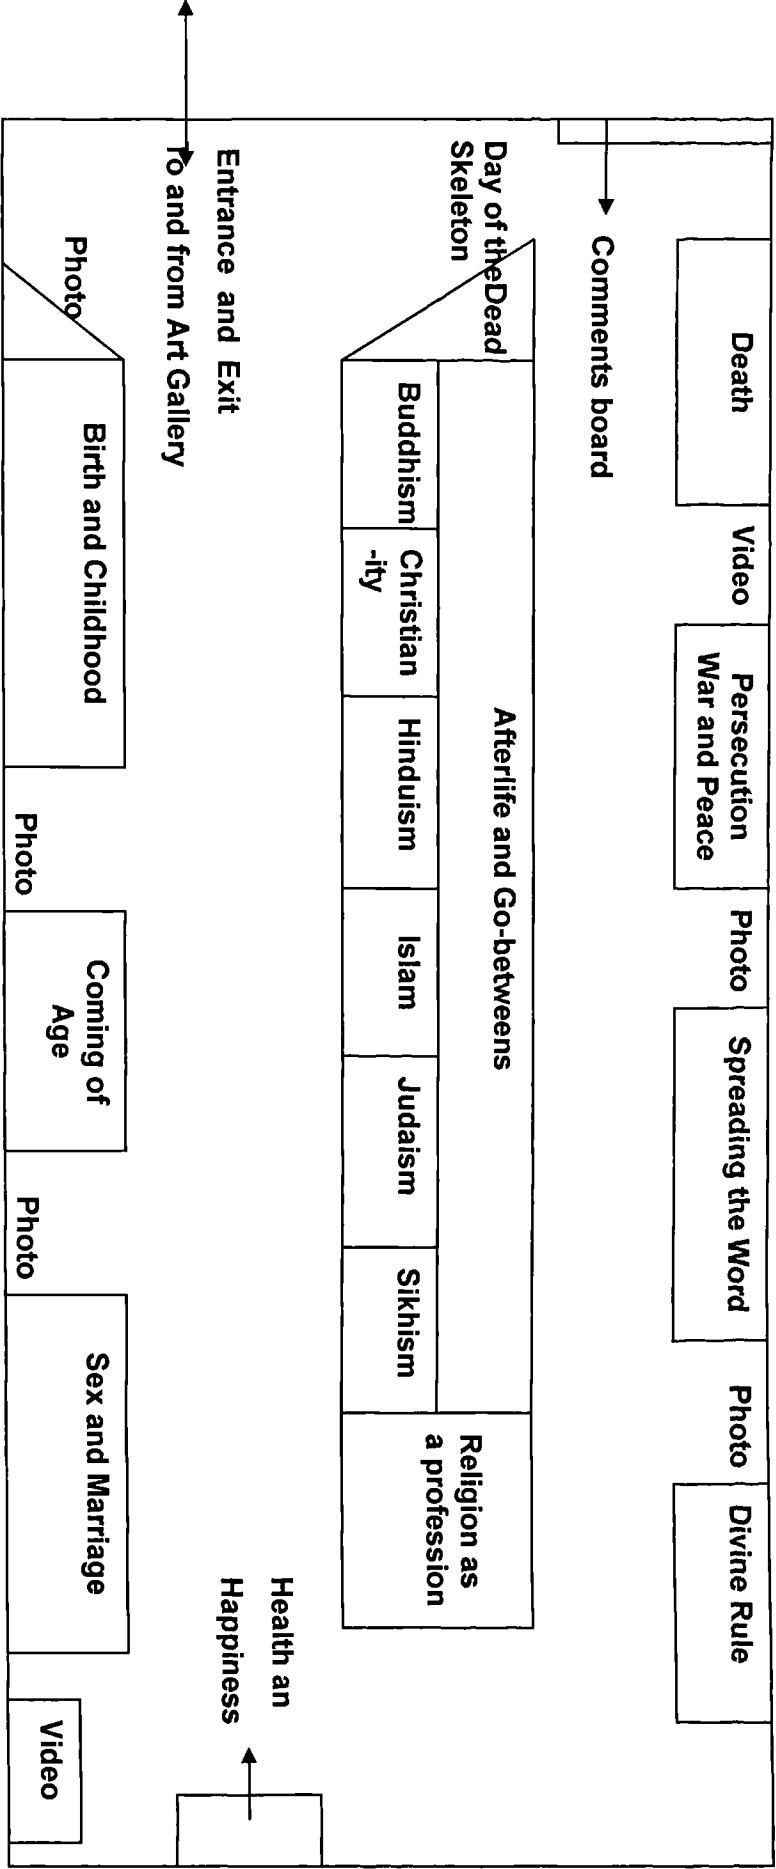 Death
Video
Persecution
War and Peace
Photo
Spreading the Word
Photo
Divine Rule
Comments board
Day of theDead
Skeleton
Afterlife and Go-betweens
Buddhism
Christian
-ity
Hinduism
Islam
Judaism
Sikhism
Religion as
a profession
Health an
Happiness
Entrance and Exit
To and from Art Gallery
Photo
Birth and Childhood
Photo
Coming of
Age
Photo
Sex and Marriage
Video